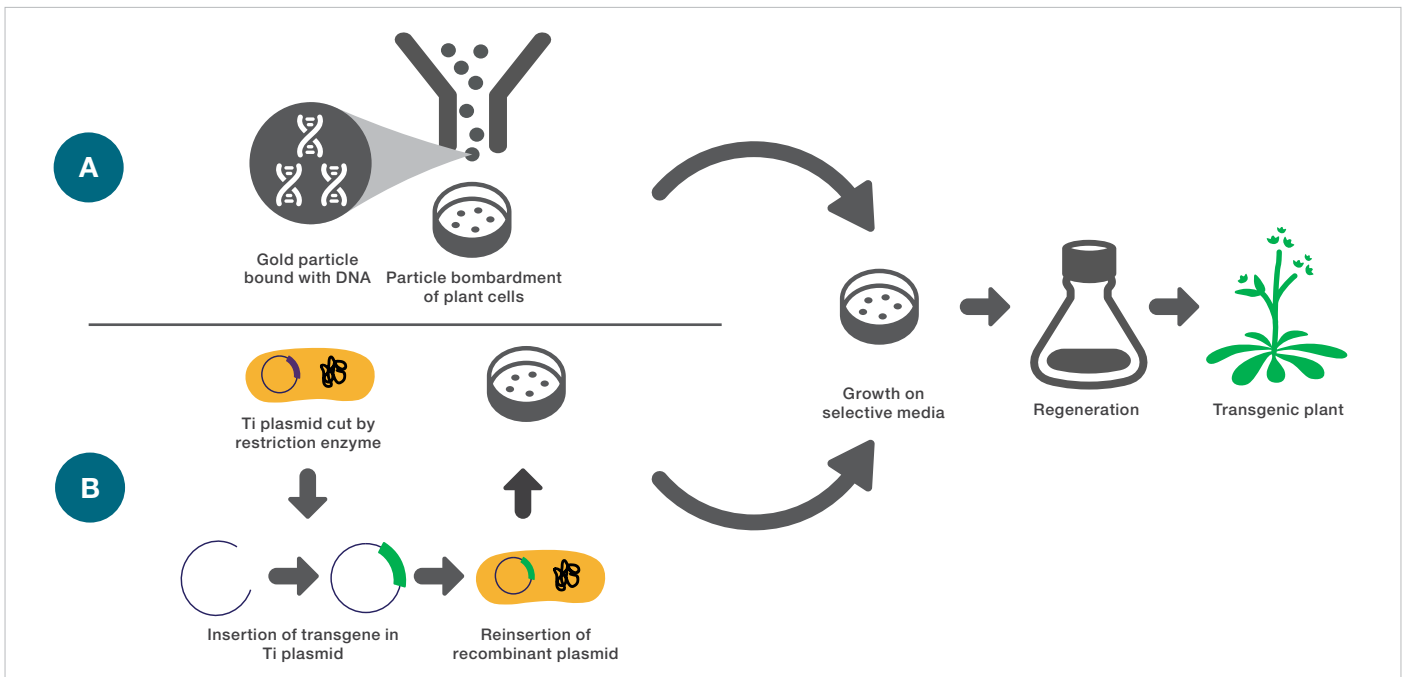 A
Gold particle
bound with DNA
Particle bombardment
of plant cells
B
Ti plasmid cut by
restriction enzyme
Insertion of transgene in
Ti plasmid
Reinsertion of
recombinant plasmid
Growth on
selective media
Regeneration
Transgenic plant